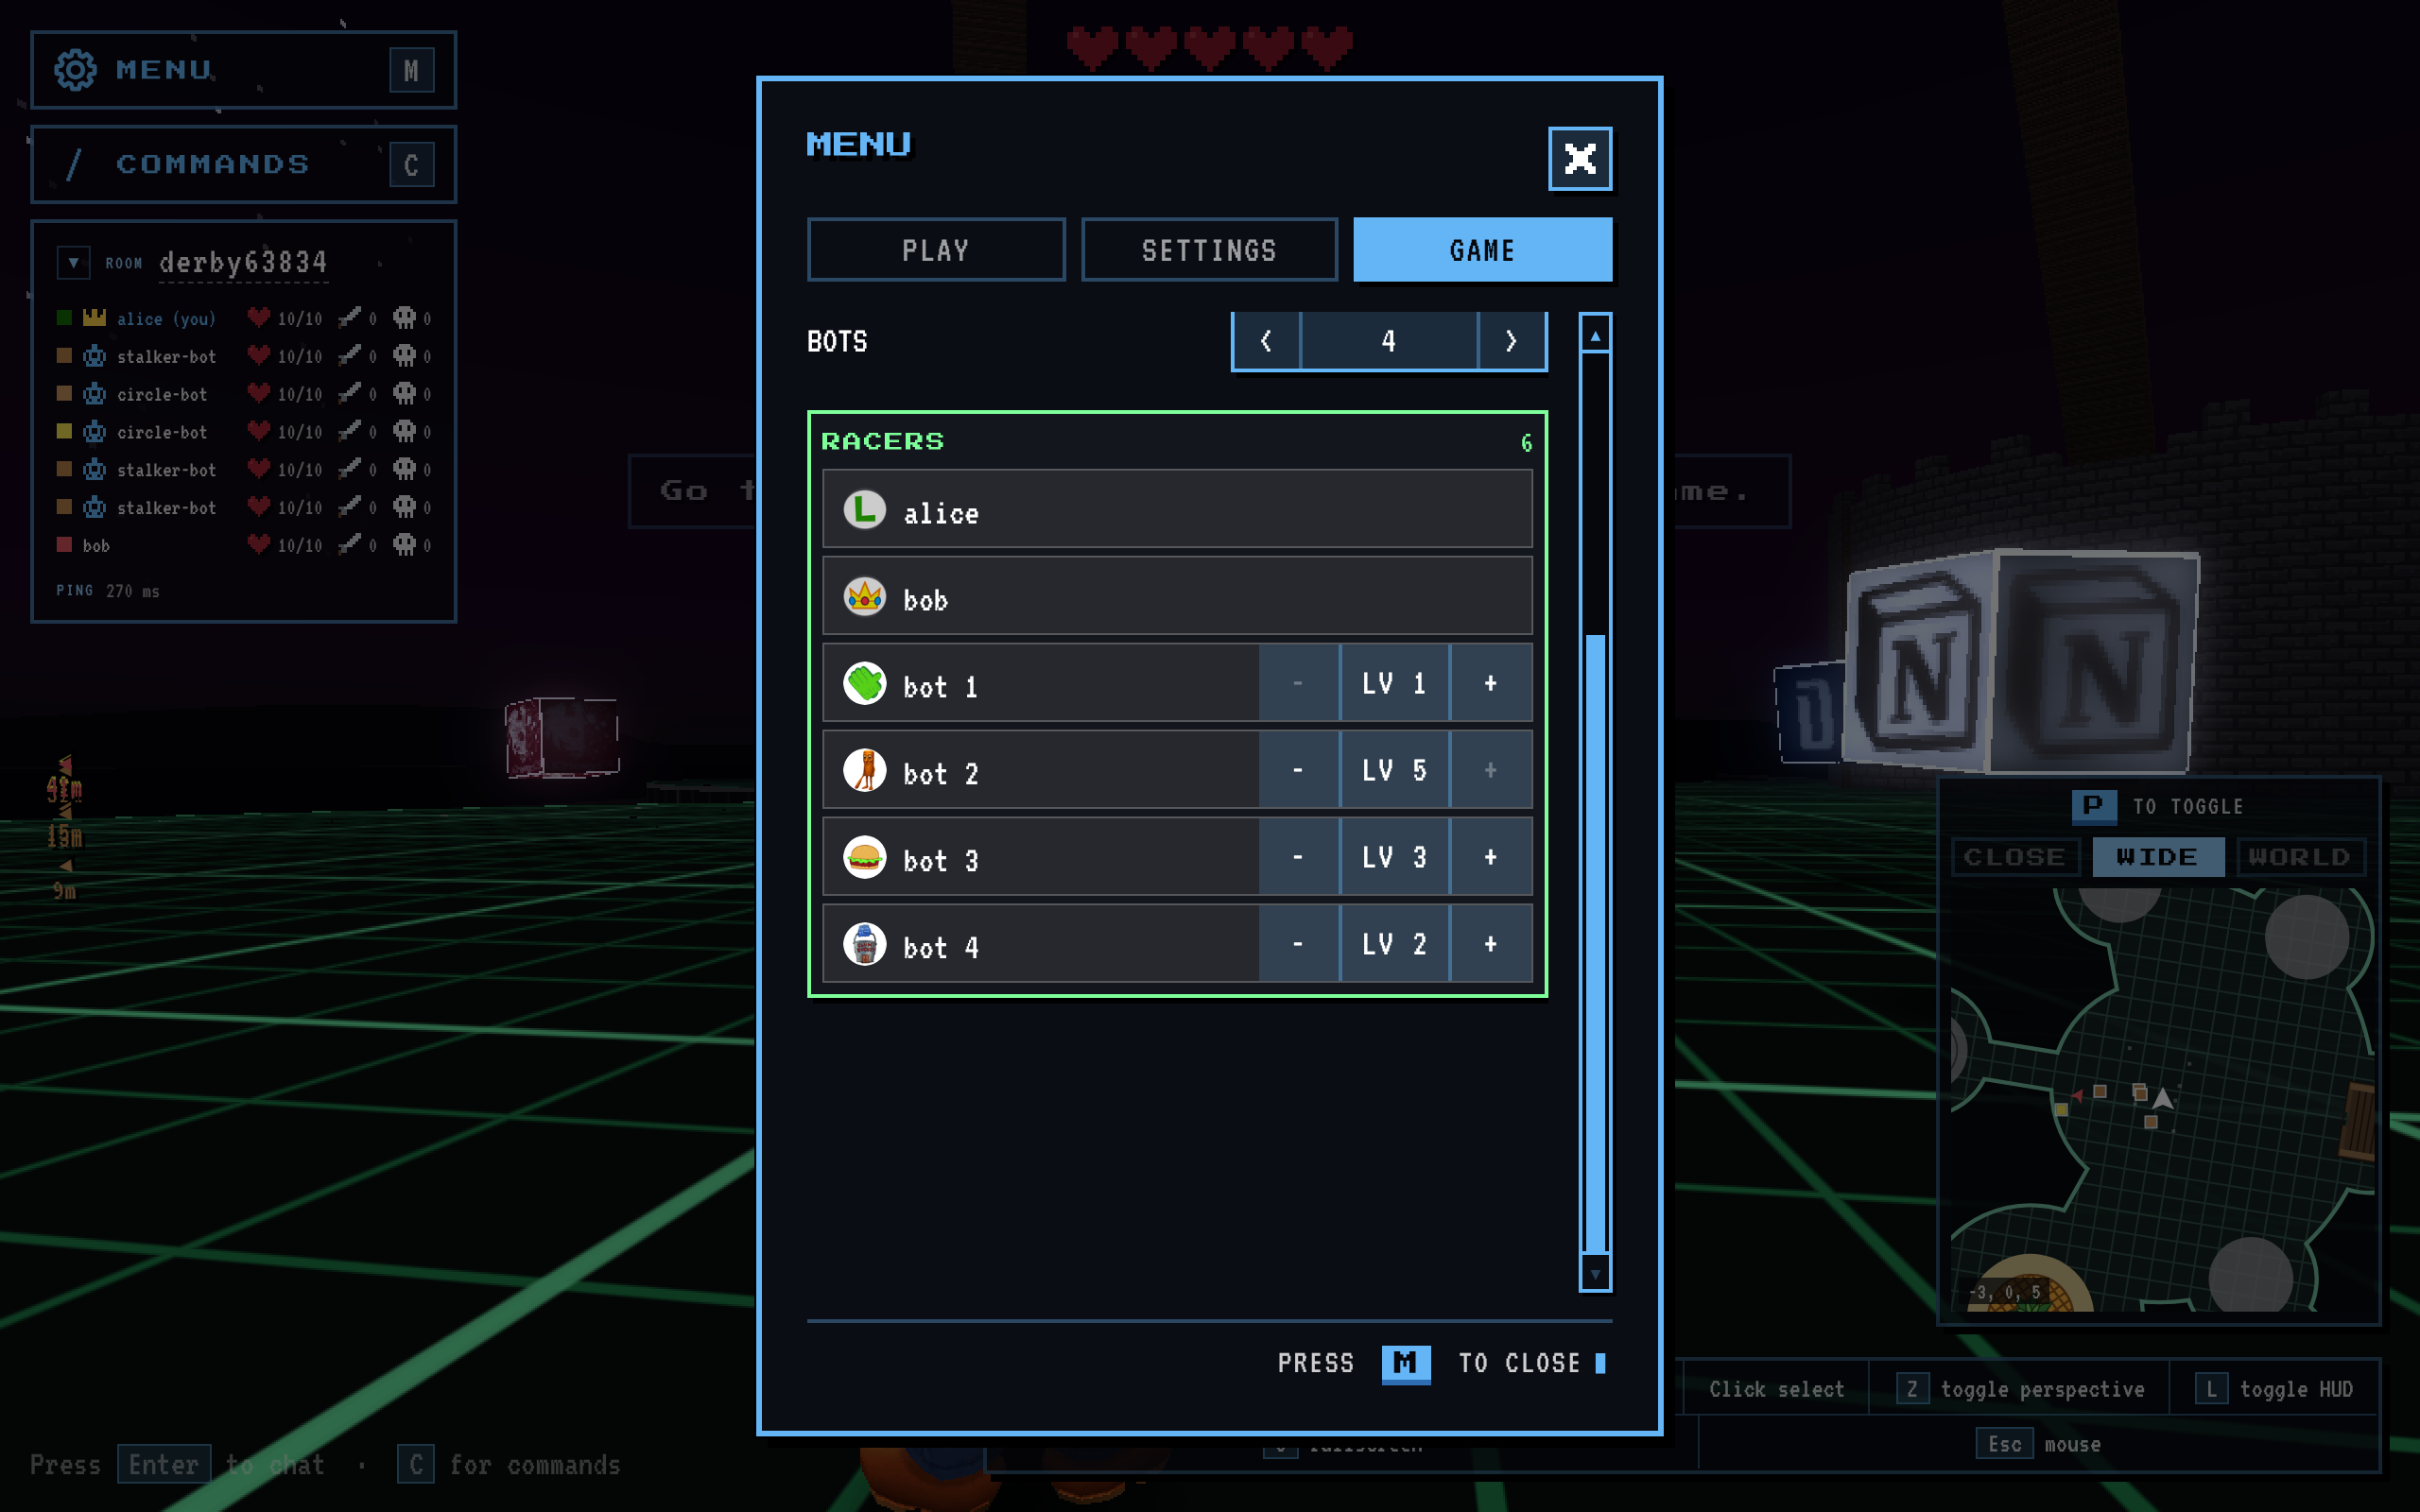 MENU M
/ COMMANDS C
▼ ROOM derby63834
alice (you) 10/10 0 0
stalker-bot 10/10 0 0
circle-bot 10/10 0 0
circle-bot 10/10 0 0
stalker-bot 10/10 0 0
stalker-bot 10/10 0 0
bob 10/10 0 0
PING 270 ms
MENU
PLAY SETTINGS GAME
BOTS < 4 >
RACERS 6
L alice
bob
bot 1 - LV 1 +
bot 2 - LV 5 +
bot 3 - LV 3 +
bot 4 - LV 2 +
PRESS M TO CLOSE
Go
me.
N N
15m
9m
P TO TOGGLE
CLOSE WIDE WORLD
-3, 0, 5
Click select Z toggle perspective L toggle HUD
Esc mouse
Press Enter to chat · C for commands